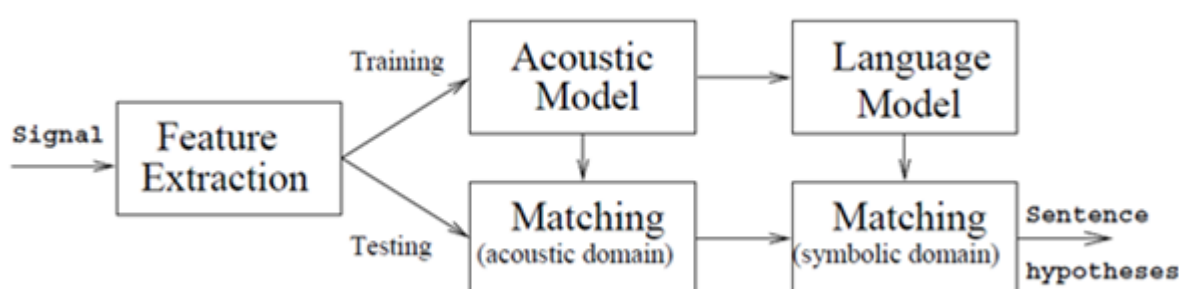 Signal
Feature
Extraction
Training
Testing
Acoustic
Model
Language
Model
Matching
(acoustic domain)
Matching
(symbolic domain)
Sentence
hypotheses